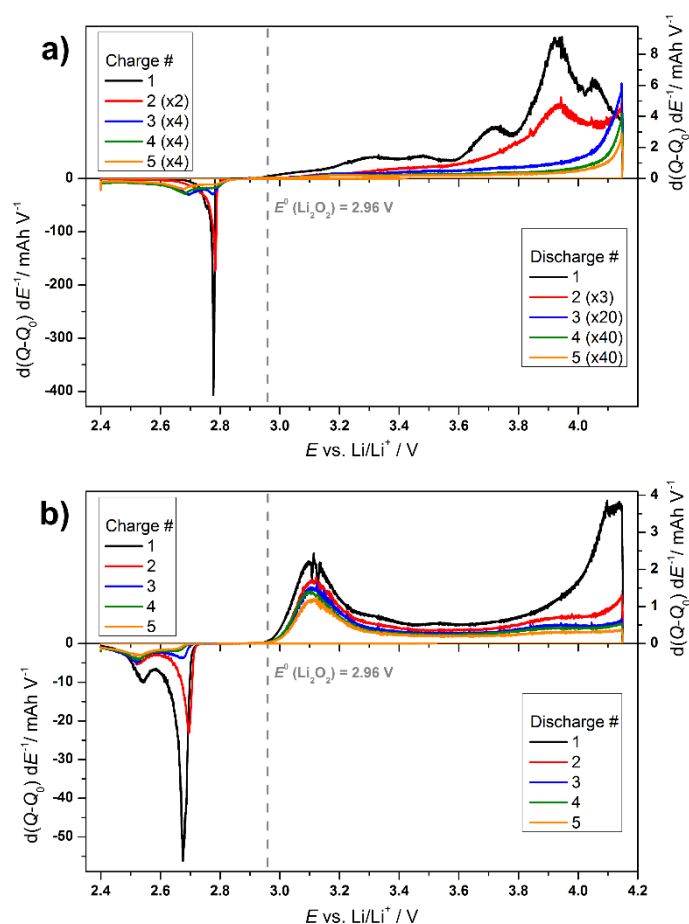 a)
Charge #
1
2 (x2)
3 (x4)
4 (x4)
5 (x4)
8
6
4
2
0
d(Q-Q₀) dE⁻¹/ mAh V⁻¹
0
-100
-200
-300
-400
d(Q-Q₀) dE⁻¹/ mAh V⁻¹
E⁰ (Li₂O₂) = 2.96 V
Discharge #
1
2 (x3)
3 (x20)
4 (x40)
5 (x40)
2.4 2.6 2.8 3.0 3.2 3.4 3.6 3.8 4.0 4.2
E vs. Li/Li⁺ / V
b)
Charge #
1
2
3
4
5
4
3
2
1
0
d(Q-Q₀) dE⁻¹/ mAh V⁻¹
0
-10
-20
-30
-40
-50
d(Q-Q₀) dE⁻¹/ mAh V⁻¹
E⁰ (Li₂O₂) = 2.96 V
Discharge #
1
2
3
4
5
2.4 2.6 2.8 3.0 3.2 3.4 3.6 3.8 4.0 4.2
E vs. Li/Li⁺ / V